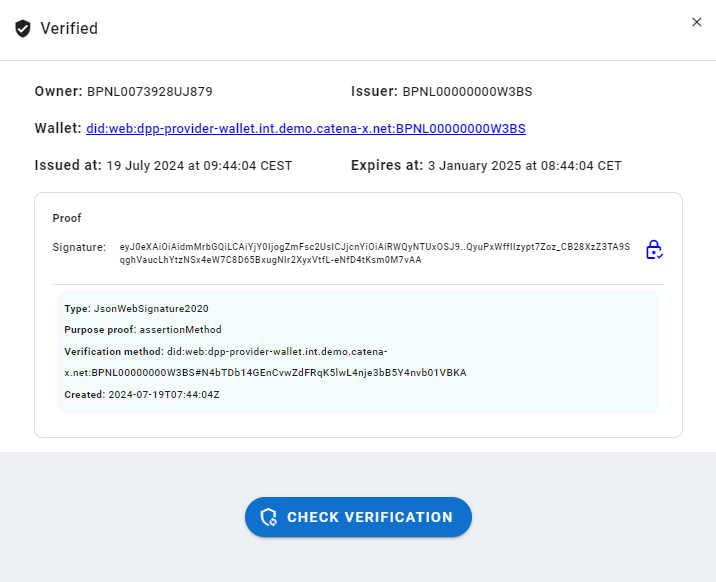 Verified
Owner: BPNL0073928UJ879 Issuer: BPNL00000000W3BS
Wallet: did:web:dpp-provider-wallet.int.demo.catena-x.net:BPNL00000000W3BS
Issued at: 19 July 2024 at 09:44:04 CEST Expires at: 3 January 2025 at 08:44:04 CET
Proof
Signature: eyJ0eXAiOiAidmMrbGQiLCAiYjY0IjogZmFsc2UsICJjcnYiOiAiRWQyNTUxOSJ9..QyuPxWffIIzypt7Zoz_CB28XzZ3TA9S
qghVaucLhYtzNSx4eW7C8D65BxugNIr2XyxVtfL-eNfD4tKsm0M7vAA
Type: JsonWebSignature2020
Purpose proof: assertionMethod
Verification method: did:web:dpp-provider-wallet.int.demo.catena-
x.net:BPNL00000000W3BS#N4bTDb14GEnCvwZdFRqK5lwL4nje3bB5Y4nvb01VBKA
Created: 2024-07-19T07:44:04Z
CHECK VERIFICATION